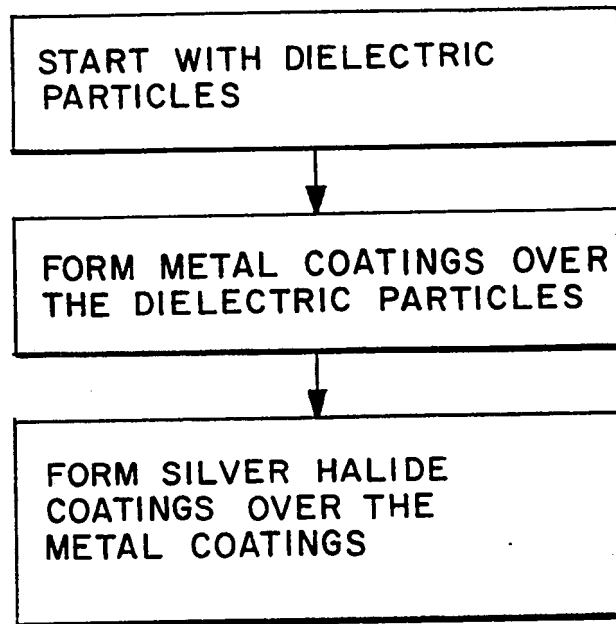 START WITH DIELECTRIC
PARTICLES
FORM METAL COATINGS OVER
THE DIELECTRIC PARTICLES
FORM SILVER HALIDE
COATINGS OVER THE
METAL COATINGS